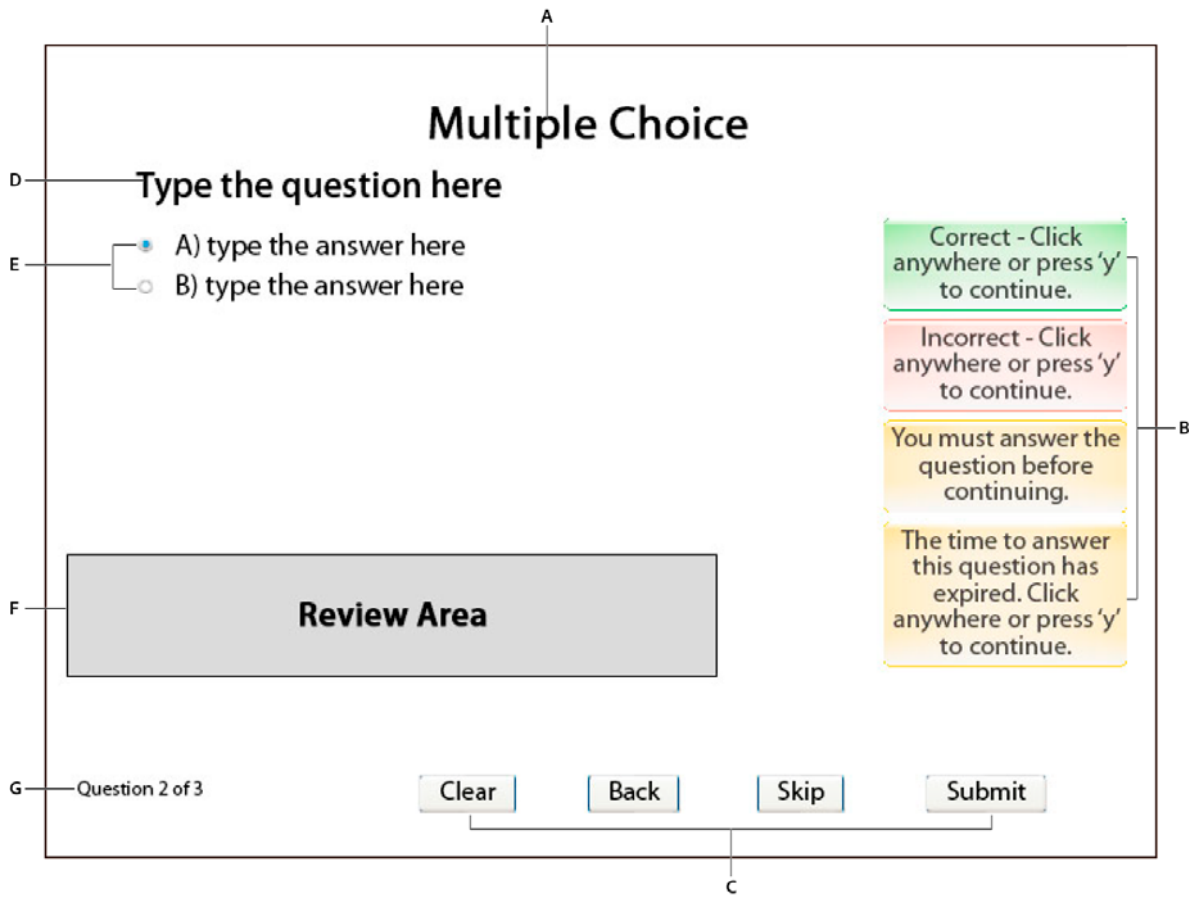 A
Multiple Choice
D
Type the question here
E
A) type the answer here
B) type the answer here
Correct - Click
anywhere or press 'y'
to continue.
Incorrect - Click
anywhere or press 'y'
to continue.
You must answer the
question before
continuing.
The time to answer
this question has
expired. Click
anywhere or press 'y'
to continue.
B
F
Review Area
G
Question 2 of 3
Clear
Back
Skip
Submit
C